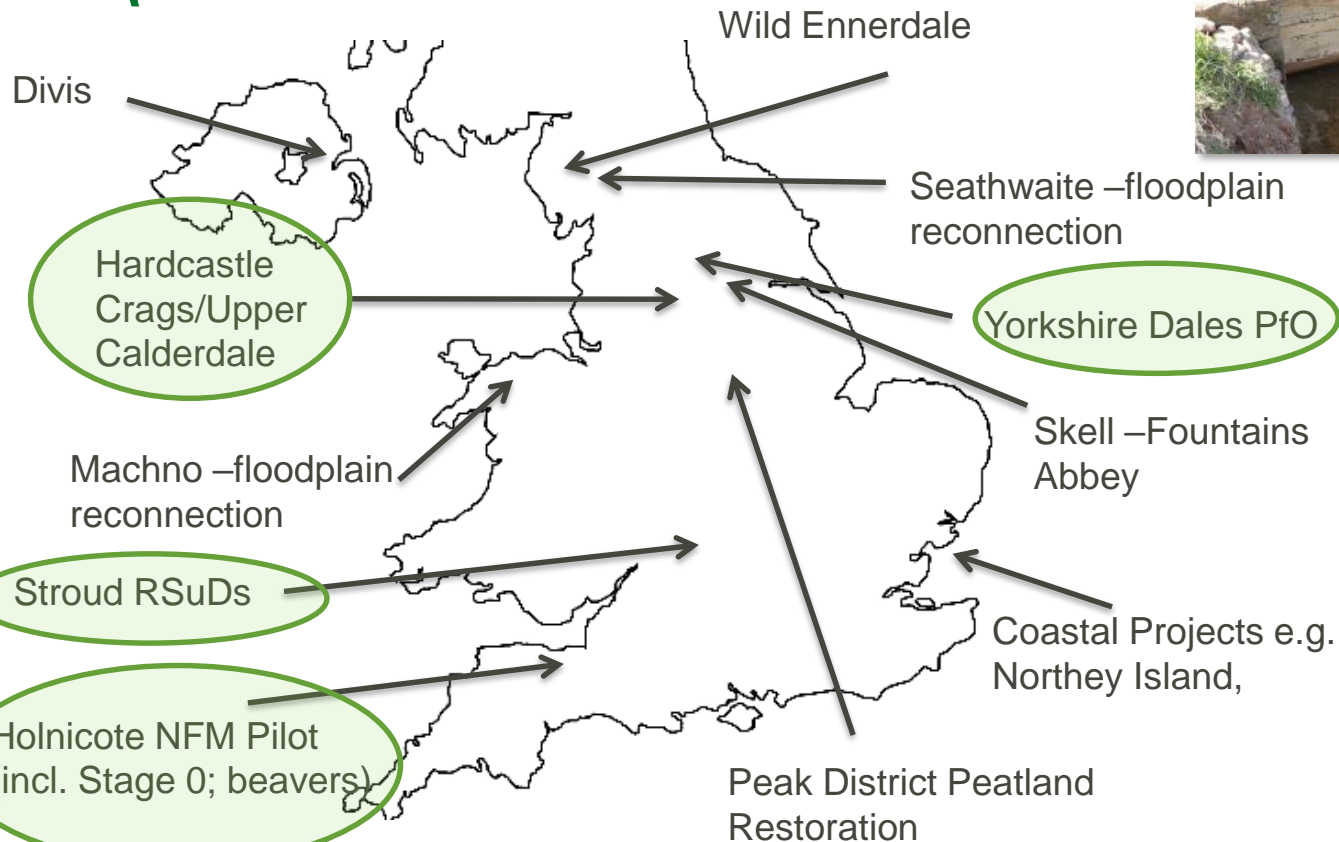 Wild Ennerdale
Divis
Seathwaite –floodplain
reconnection
Hardcastle
Crags/Upper
Calderdale
Yorkshire Dales PfO
Skell –Fountains
Abbey
Machno –floodplain
reconnection
Stroud RSuDs
Coastal Projects e.g.
Northey Island,
Holnicote NFM Pilot
incl. Stage 0; beavers)
Peak District Peatland
Restoration